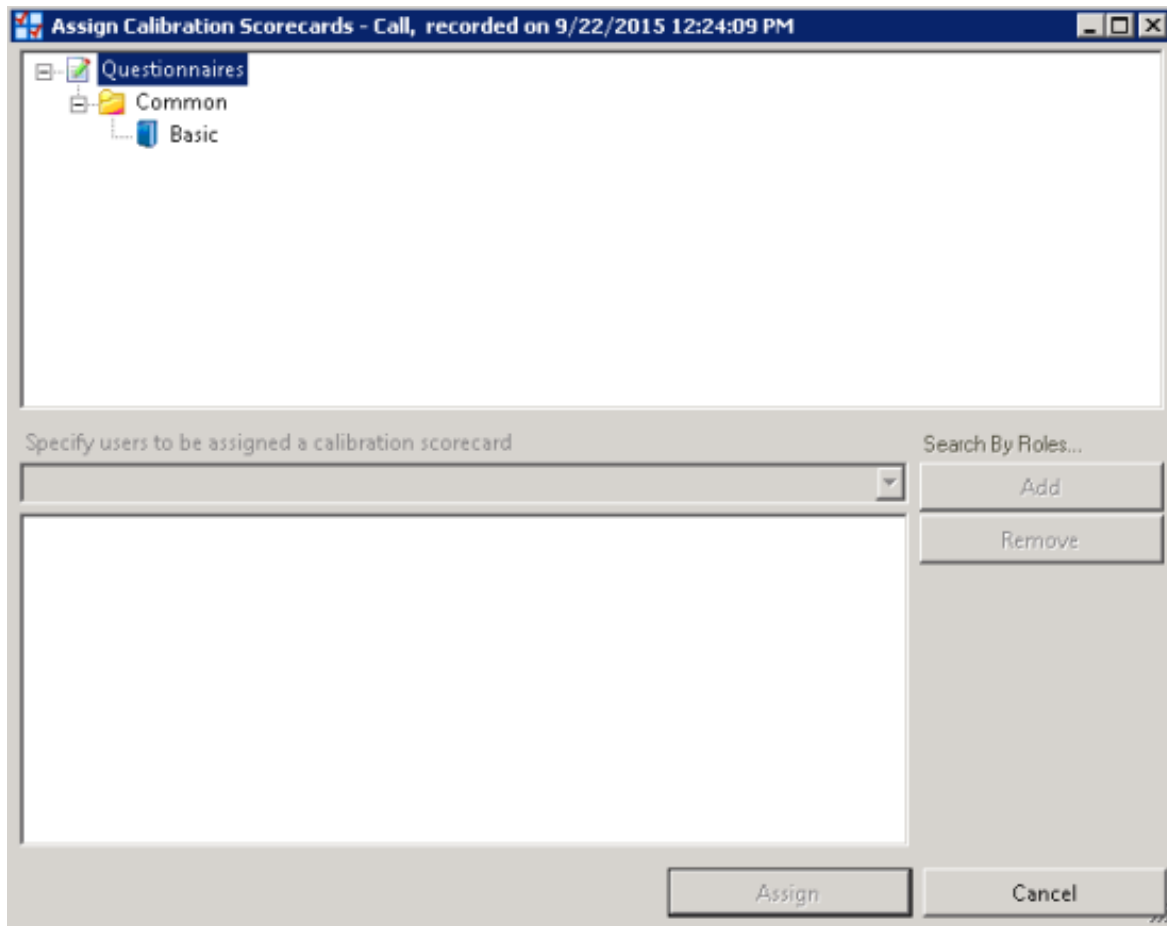 Assign Calibration Scorecards - Call, recorded on 9/22/2015 12:24:09 PM
Questionnaires
Common
Basic
Specify users to be assigned a calibration scorecard
Search By Roles...
Add
Remove
Assign
Cancel